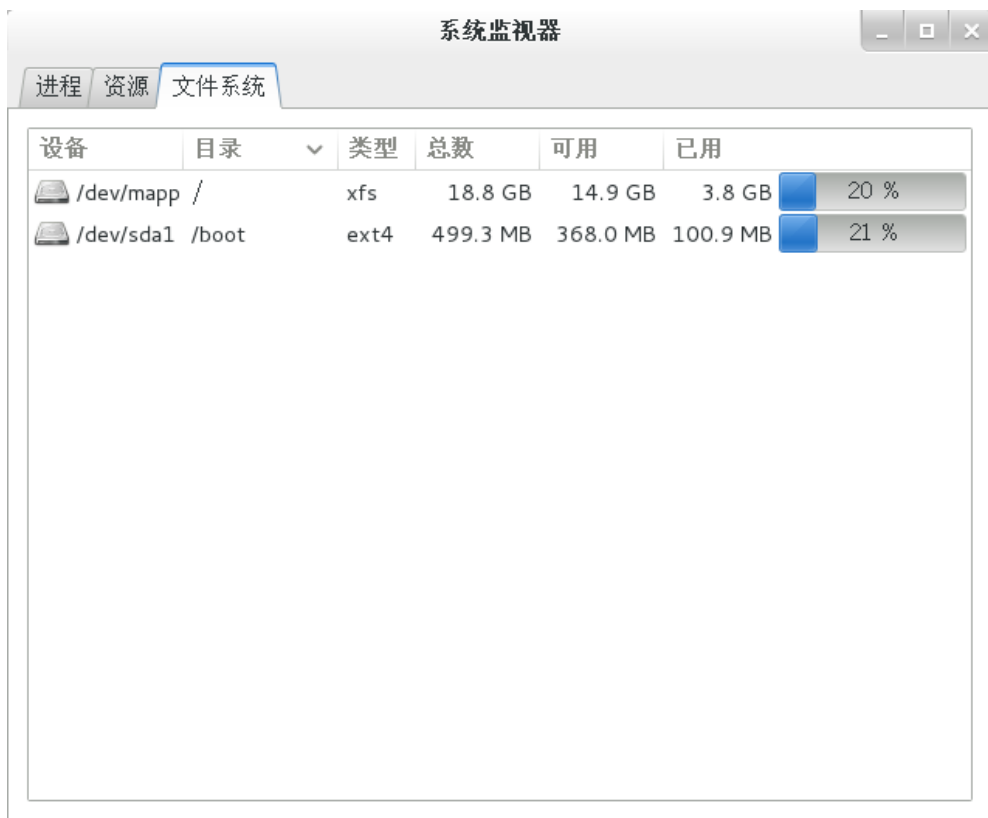 系统监视器
进程 资源 文件系统
设备 目录 类型 总数 可用 已用
/dev/mapp / xfs 18.8 GB 14.9 GB 3.8 GB 20 %
/dev/sda1 /boot ext4 499.3 MB 368.0 MB 100.9 MB 21 %